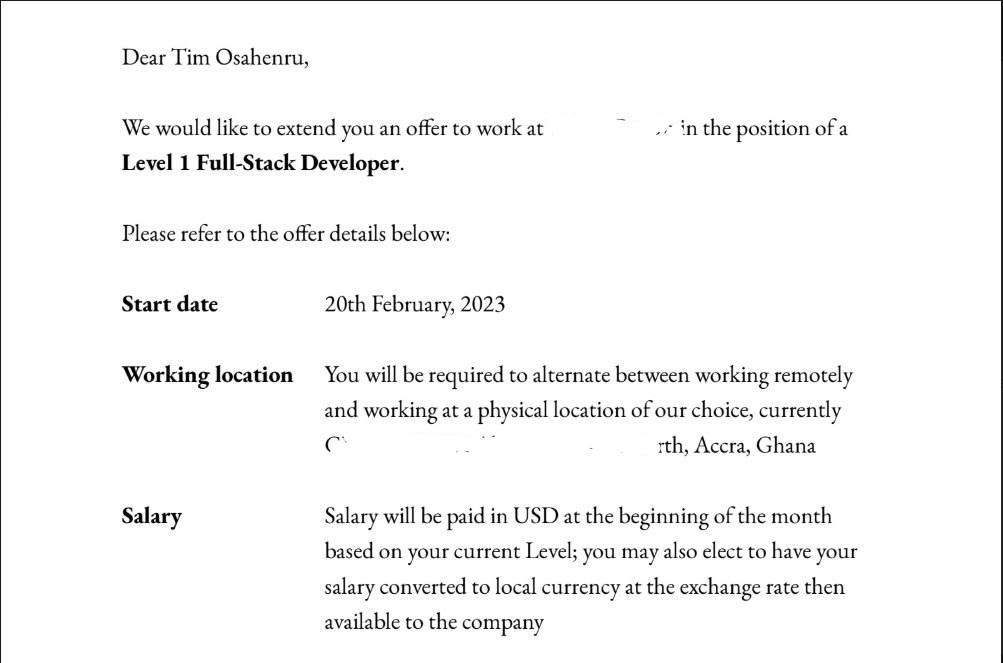 Dear Tim Osahenru,
We would like to extend you an offer to work at in the position of a
Level 1 Full-Stack Developer.
Please refer to the offer details below:
Start date 20th February, 2023
Working location You will be required to alternate between working remotely
and working at a physical location of our choice, currently
rth, Accra, Ghana
Salary Salary will be paid in USD at the beginning of the month
based on your current Level; you may also elect to have your
salary converted to local currency at the exchange rate then
available to the company